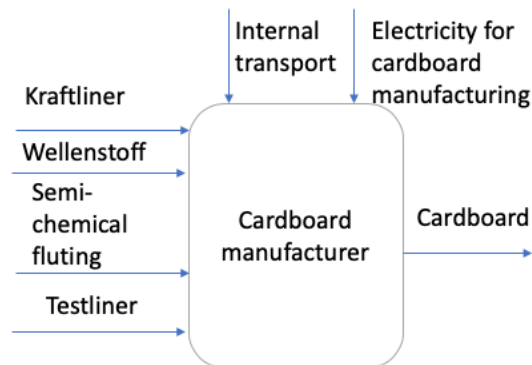 Internal
transport
Electricity for
cardboard
manufacturing
Kraftliner
Wellenstoff
Semi-
chemical
fluting
Testliner
Cardboard
manufacturer
Cardboard